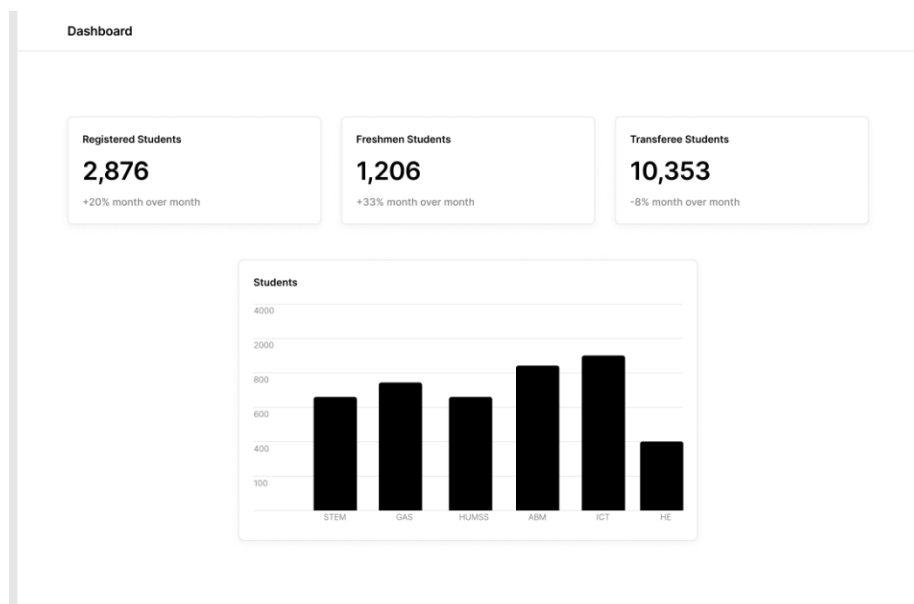 Dashboard
Registered Students
2,876
+20% month over month
Freshmen Students
1,206
+33% month over month
Transferee Students
10,353
-8% month over month
Students
4000
2000
800
600
400
100
STEM GAS HUMSS ABM ICT HE